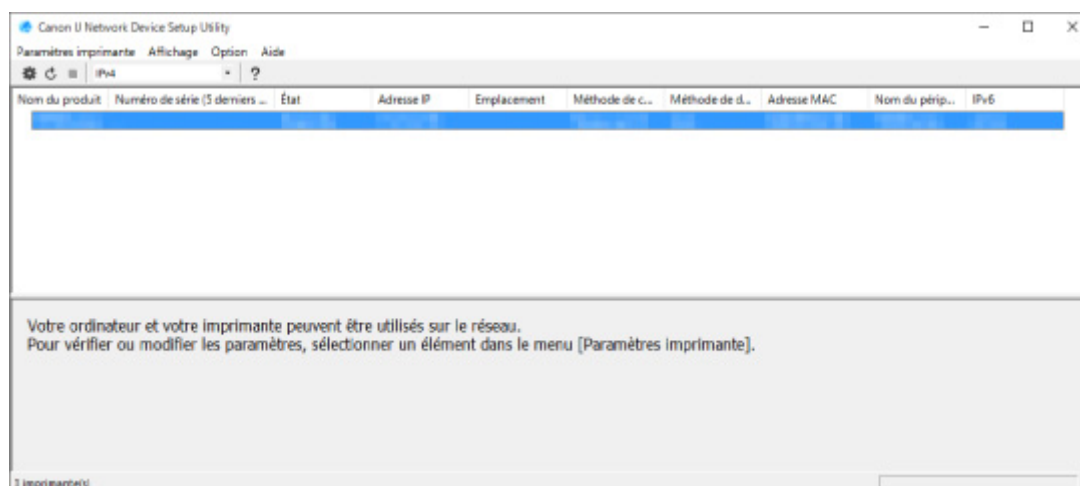 Canon IJ Network Device Setup Utility
Paramètres imprimante Affichage Option Aide
IPv4 ?
Nom du produit Numéro de série (5 derniers ... État Adresse IP Emplacement Méthode de c... Méthode de d... Adresse MAC Nom du périp... IPv6
Votre ordinateur et votre imprimante peuvent être utilisés sur le réseau.
Pour vérifier ou modifier les paramètres, sélectionner un élément dans le menu [Paramètres imprimante].
imprimante(s)